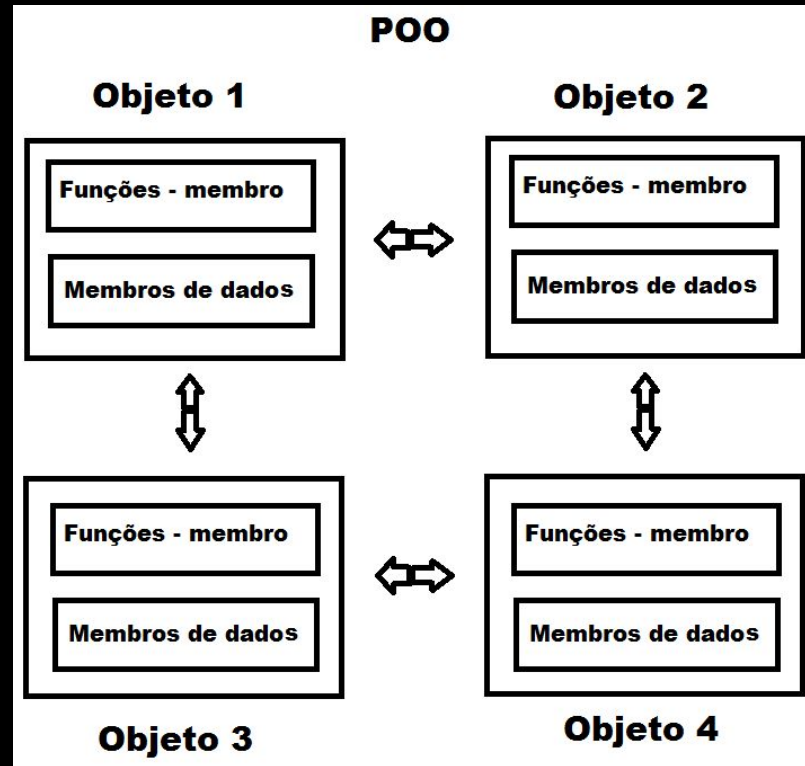 POO
Objeto 1
Objeto 2
Funções - membro
Funções - membro
Membros de dados
Membros de dados
Funções - membro
Funções - membro
Membros de dados
Membros de dados
Objeto 3
Objeto 4